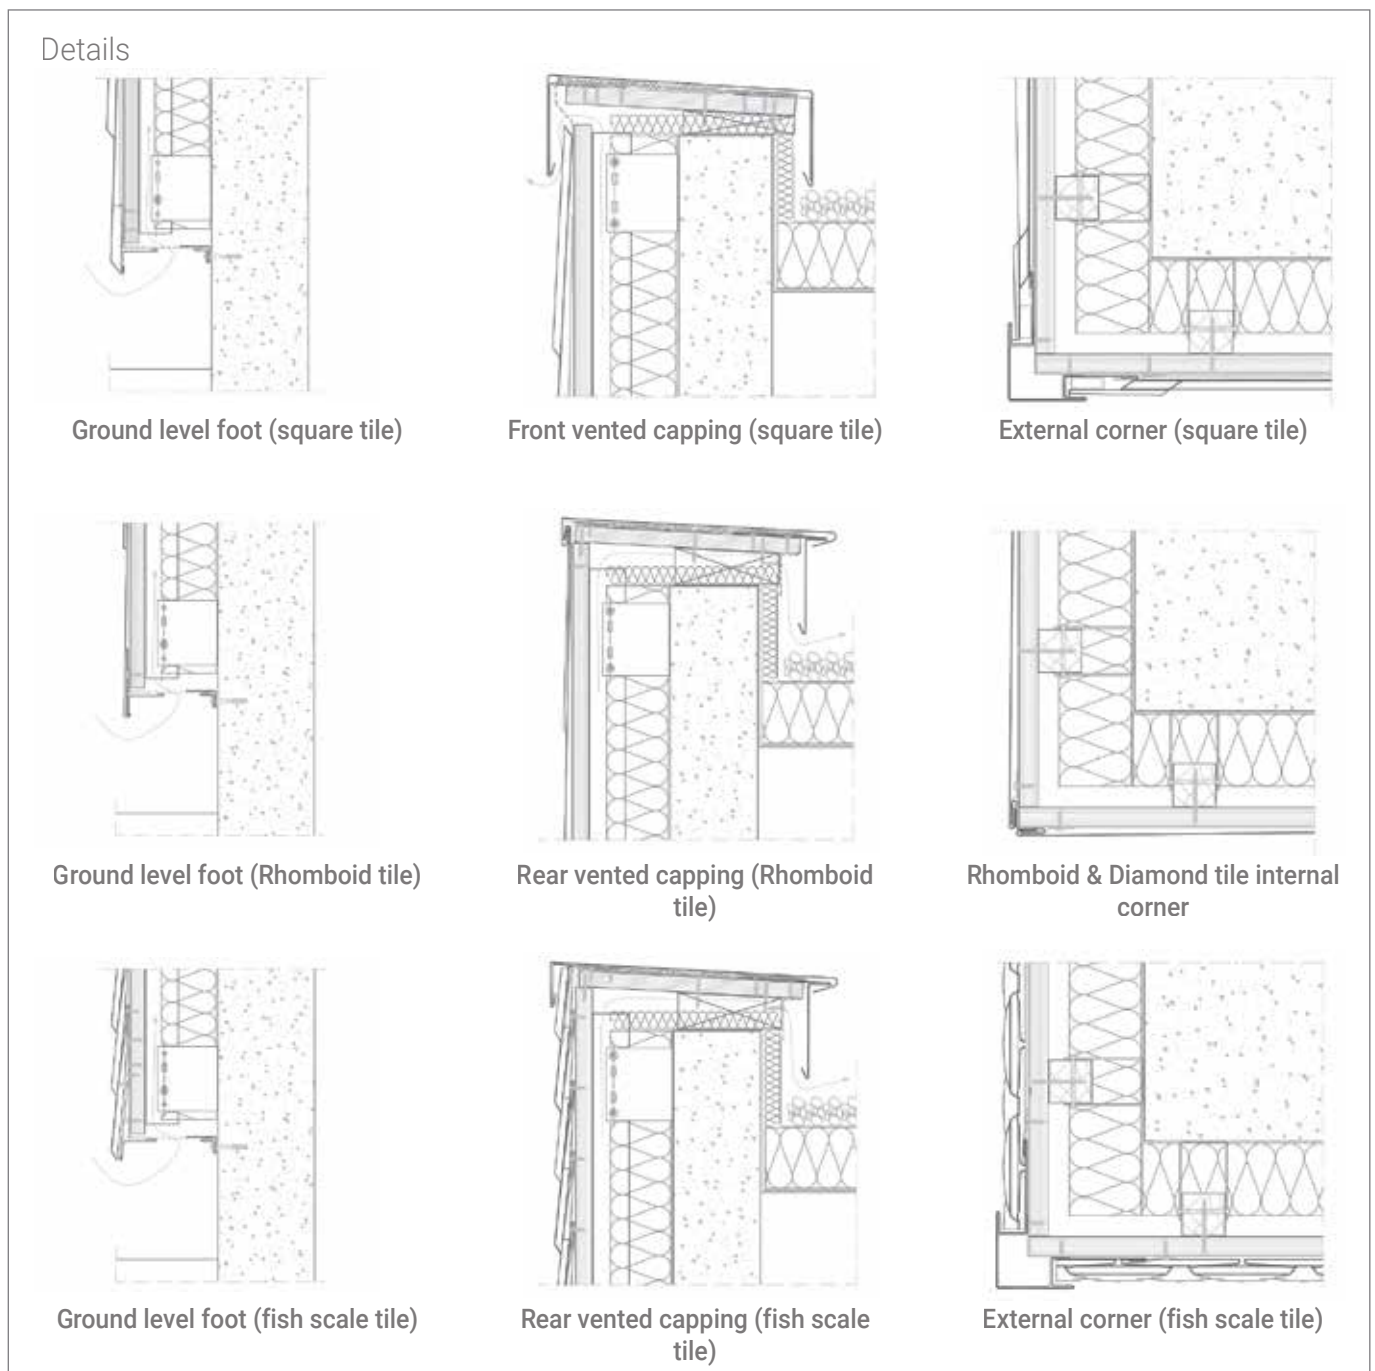 Details
Ground level foot (square tile)
Front vented capping (square tile)
External corner (square tile)
Ground level foot (Rhomboid tile)
Rear vented capping (Rhomboid
tile)
Rhomboid & Diamond tile internal
corner
Ground level foot (fish scale tile)
Rear vented capping (fish scale
tile)
External corner (fish scale tile)